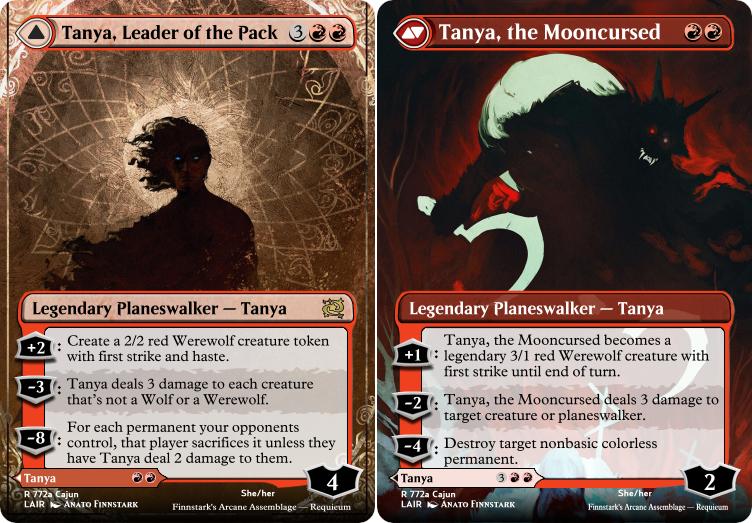 Tanya, Leader of the Pack 3
Legendary Planeswalker — Tanya
+2: Create a 2/2 red Werewolf creature token
with first strike and haste.
-3: Tanya deals 3 damage to each creature
that's not a Wolf or a Werewolf.
-8: For each permanent your opponents
control, that player sacrifices it unless they
have Tanya deal 2 damage to them.
Tanya
4
R 772a Cajun She/her
LAIR Anato Finnstark Finnstark's Arcane Assemblage — Requieum
Tanya, the Mooncursed
Legendary Planeswalker — Tanya
+1: Tanya, the Mooncursed becomes a
legendary 3/1 red Werewolf creature with
first strike until end of turn.
-2: Tanya, the Mooncursed deals 3 damage to
target creature or planeswalker.
-4: Destroy target nonbasic colorless
permanent.
Tanya 3
2
R 772a Cajun She/her
LAIR Anato Finnstark Finnstark's Arcane Assemblage — Requieum